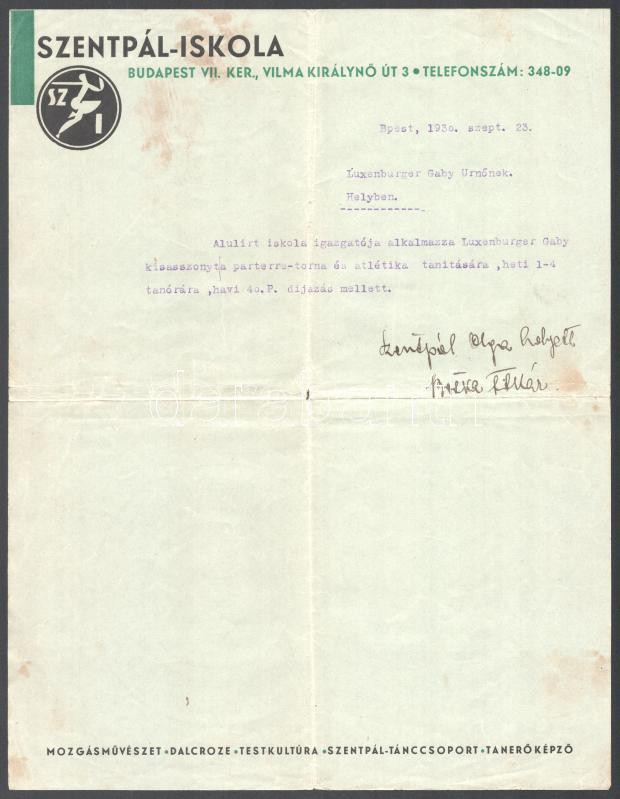 SZENTPÁL-ISKOLA
BUDAPEST VII. KER., VILMA KIRÁLYNŐ ÚT 3 • TELEFONSZÁM: 348-09
SZ
I
Bpest, 193o. szept. 23.
Luxenburger Gaby Urnőnek.
Helyben.
Alulirt iskola igazgatója alkalmazza Luxenburger Gaby
kisasszonyta parterre-torna és atlétika tanitására ,heti 1-4
tanórára ,havi 4o.P. dijazás mellett.
Szentpál Olga helyett
MOZGÁSMŰVÉSZET • DALCROZE • TESTKULTÚRA • SZENTPÁL-TÁNCCSOPORT • TANERŐKÉPZŐ